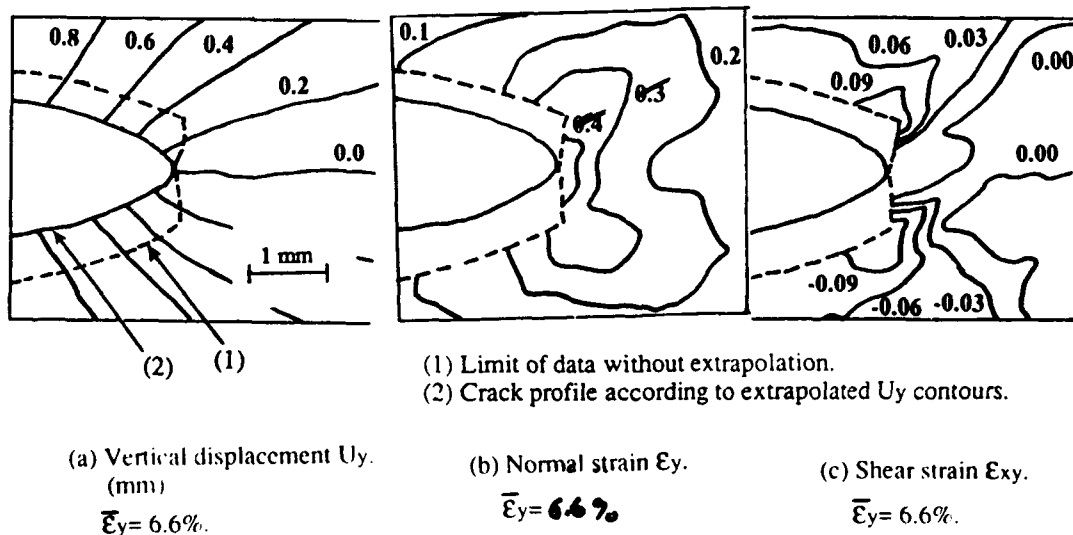 0.8 0.6 0.4
0.2
0.0
1 mm
(2) (1)
0.1
0.2
0.3
0.4
0.06 0.03
0.00
0.09
0.00
-0.09
-0.06 -0.03
(1) Limit of data without extrapolation.
(2) Crack profile according to extrapolated Uy contours.
(a) Vertical displacement Uy.
(mm)
ε̅y= 6.6%.
(b) Normal strain εy.
ε̅y= 6.6%
(c) Shear strain εxy.
ε̅y= 6.6%.